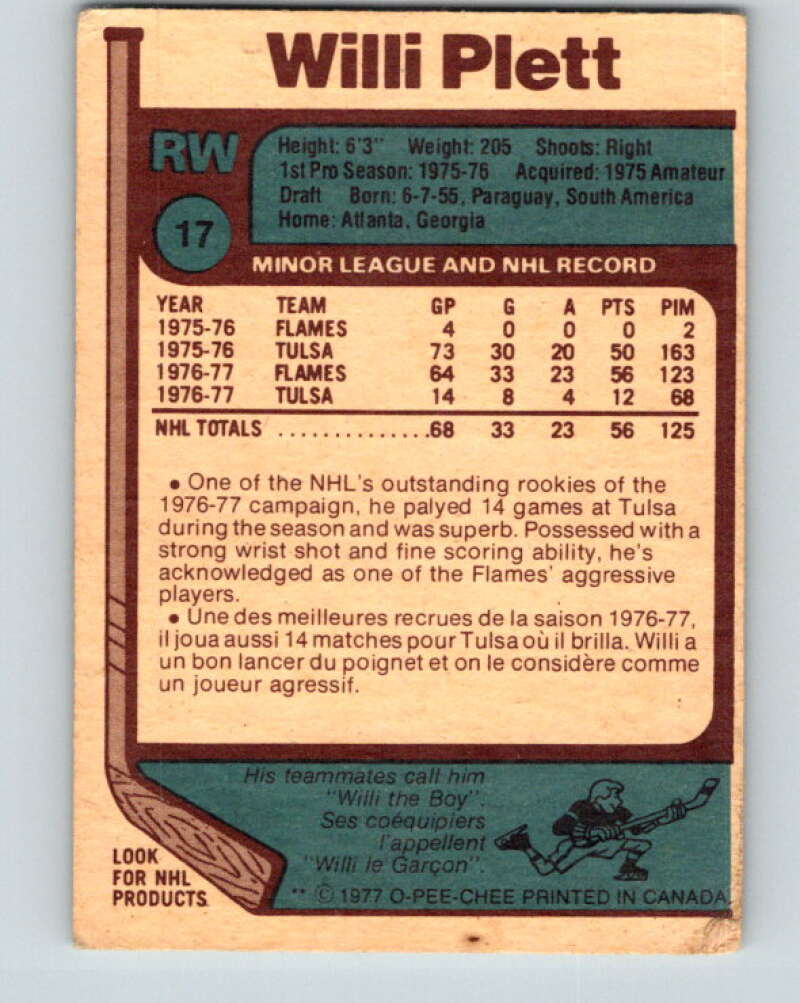 Willi Plett
RW
Height: 6'3" Weight: 205 Shoots: Right
1st Pro Season: 1975-76 Acquired: 1975 Amateur
Draft Born: 6-7-55, Paraguay, South America
Home: Atlanta, Georgia
17
MINOR LEAGUE AND NHL RECORD
YEAR TEAM GP G A PTS PIM
1975-76 FLAMES 4 0 0 0 2
1975-76 TULSA 73 30 20 50 163
1976-77 FLAMES 64 33 23 56 123
1976-77 TULSA 14 8 4 12 68
NHL TOTALS ...............68 33 23 56 125
• One of the NHL's outstanding rookies of the
1976-77 campaign, he palyed 14 games at Tulsa
during the season and was superb. Possessed with a
strong wrist shot and fine scoring ability, he's
acknowledged as one of the Flames' aggressive
players.
• Une des meilleures recrues de la saison 1976-77,
il joua aussi 14 matches pour Tulsa où il brilla. Willi a
un bon lancer du poignet et on le considère comme
un joueur agressif.
His teammates call him
"Willi the Boy".
Ses coéquipiers
l'appellent
"Willi le Garçon".
LOOK
FOR NHL
PRODUCTS.
** © 1977 O-PEE-CHEE PRINTED IN CANADA